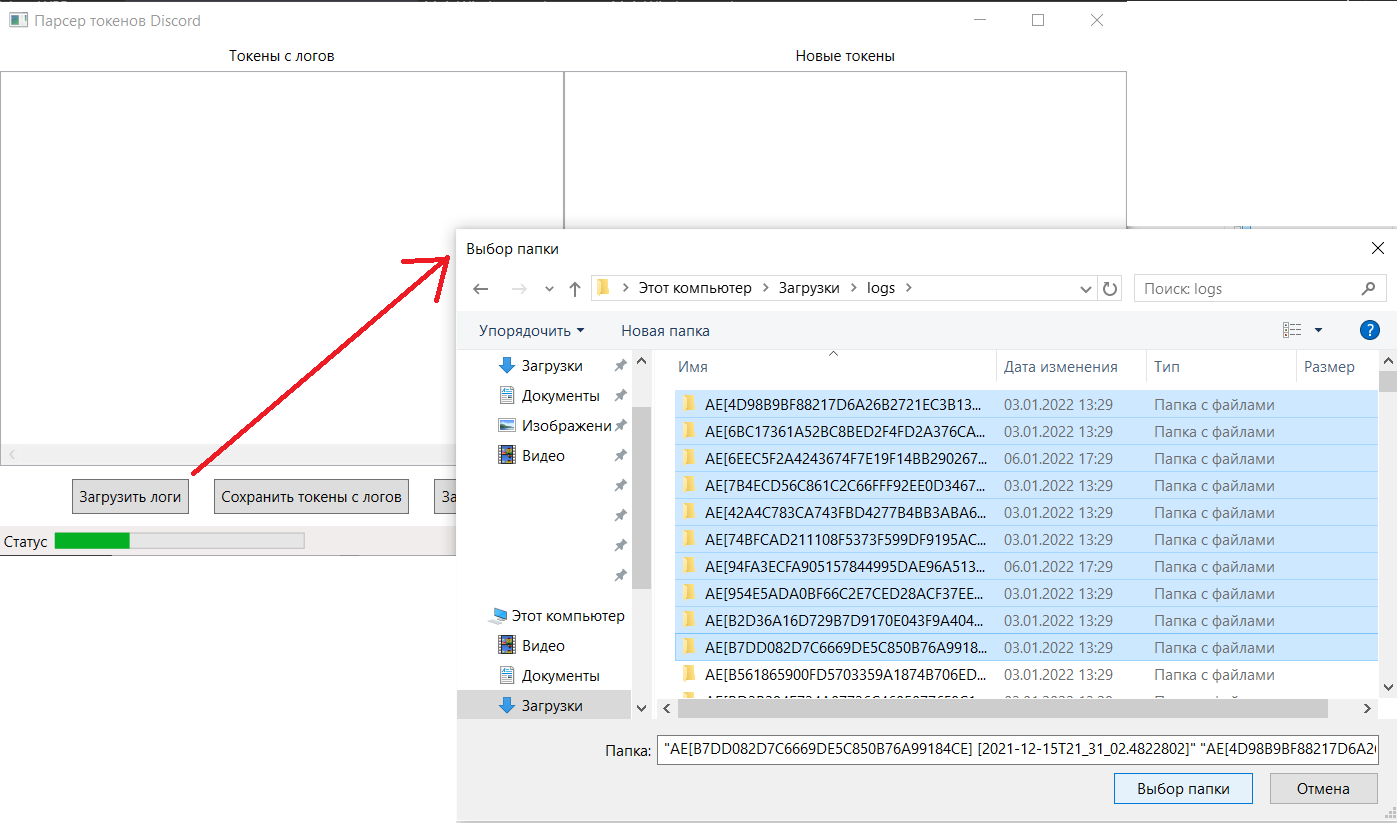 Парсер токенов Discord
Токены с логов
Новые токены
Загрузить логи
Сохранить токены с логов
За
Статус
Выбор папки
Этот компьютер
Загрузки
logs
Поиск: logs
Упорядочить
Новая папка
?
Загрузки
Документы
Изображени
Видео
Этот компьютер
Видео
Документы
Загрузки
Имя Дата изменения Тип Размер
AE[4D98B9BF88217D6A26B2721EC3B13... 03.01.2022 13:29 Папка с файлами
AE[6BC17361A52BC8BED2F4FD2A376CA... 03.01.2022 13:29 Папка с файлами
AE[6EEC5F2A4243674F7E19F14BB290267... 06.01.2022 17:29 Папка с файлами
AE[7B4ECD56C861C2C66FFF92EE0D3467... 03.01.2022 13:29 Папка с файлами
AE[42A4C783CA743FBD4277B4BB3ABA6... 03.01.2022 13:29 Папка с файлами
AE[74BFCAD211108F5373F599DF9195AC... 03.01.2022 13:29 Папка с файлами
AE[94FA3ECFA905157844995DAE96A513... 06.01.2022 17:29 Папка с файлами
AE[954E5ADA0BF66C2E7CED28ACF37EE... 03.01.2022 13:29 Папка с файлами
AE[B2D36A16D729B7D9170E043F9A404... 03.01.2022 13:29 Папка с файлами
AE[B7DD082D7C6669DE5C850B76A9918... 03.01.2022 13:29 Папка с файлами
AE[B561865900FD5703359A1874B706ED... 03.01.2022 13:29 Папка с файлами
Папка: "AE[B7DD082D7C6669DE5C850B76A99184CE] [2021-12-15T21_31_02.4822802]" "AE[4D98B9BF88217D6A2
Выбор папки
Отмена